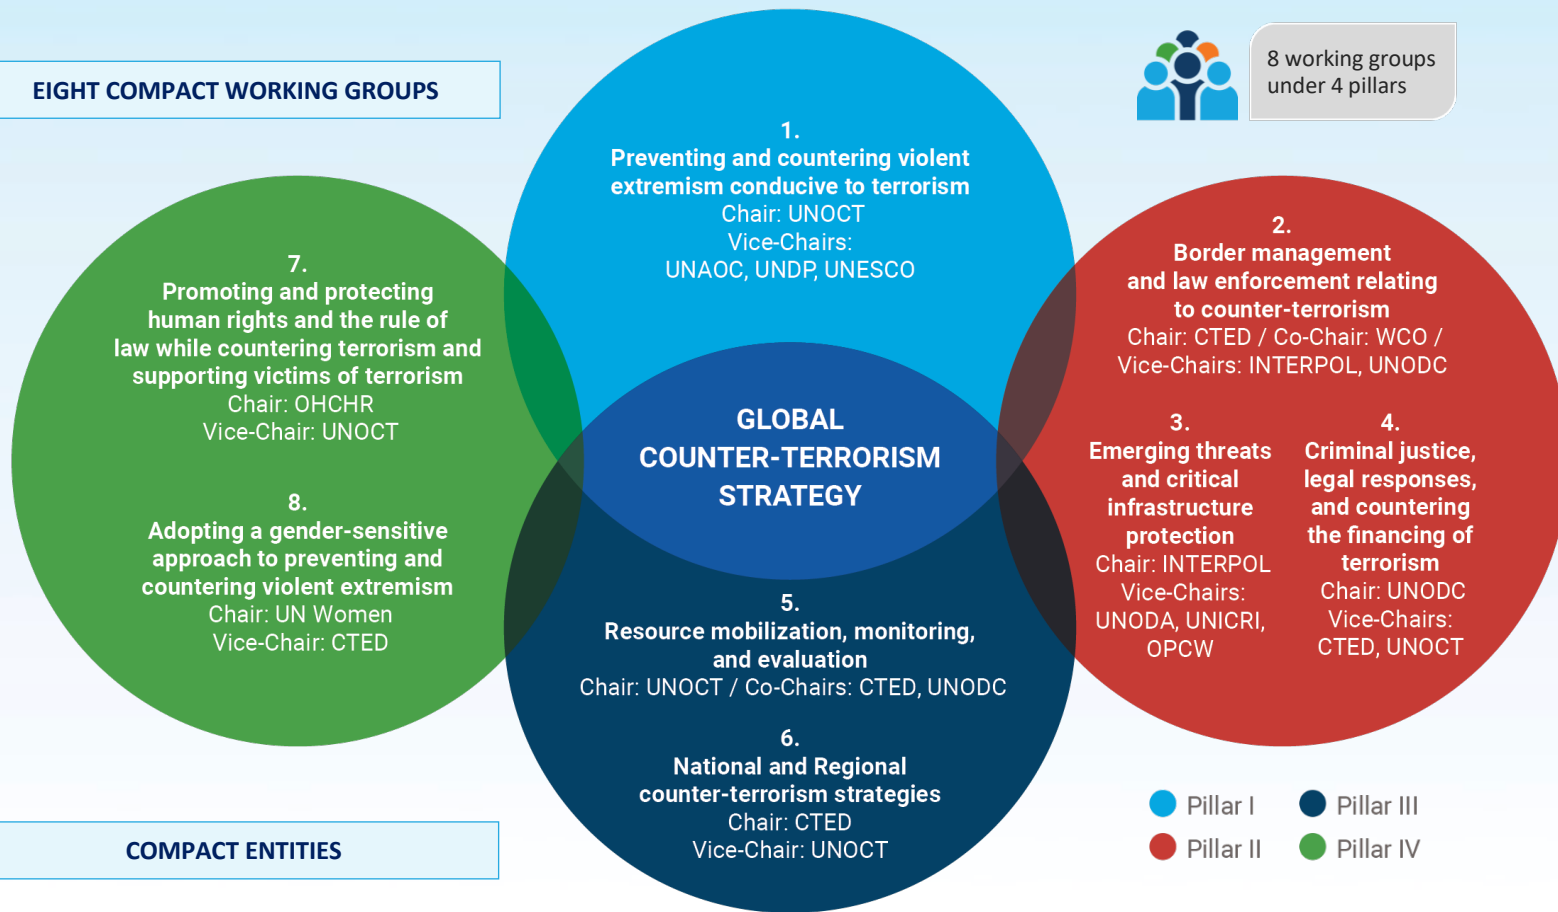 EIGHT COMPACT WORKING GROUPS
8 working groups
under 4 pillars
1.
Preventing and countering violent
extremism conducive to terrorism
Chair: UNOCT
Vice-Chairs:
UNAOC, UNDP, UNESCO
2.
Border management
and law enforcement relating
to counter-terrorism
Chair: CTED / Co-Chair: WCO /
Vice-Chairs: INTERPOL, UNODC
3.
Emerging threats
and critical
infrastructure
protection
Chair: INTERPOL
Vice-Chairs:
UNODA, UNICRI,
OPCW
4.
Criminal justice,
legal responses,
and countering
the financing of
terrorism
Chair: UNODC
Vice-Chairs:
CTED, UNOCT
GLOBAL
COUNTER-TERRORISM
STRATEGY
5.
Resource mobilization, monitoring,
and evaluation
Chair: UNOCT / Co-Chairs: CTED, UNODC
6.
National and Regional
counter-terrorism strategies
Chair: CTED
Vice-Chair: UNOCT
7.
Promoting and protecting
human rights and the rule of
law while countering terrorism and
supporting victims of terrorism
Chair: OHCHR
Vice-Chair: UNOCT
8.
Adopting a gender-sensitive
approach to preventing and
countering violent extremism
Chair: UN Women
Vice-Chair: CTED
Pillar I
Pillar III
Pillar II
Pillar IV
COMPACT ENTITIES